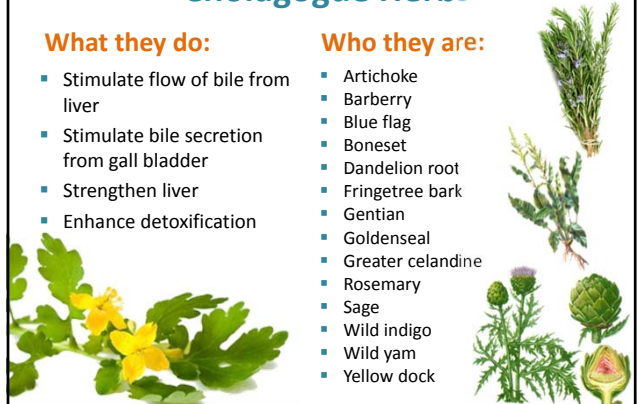 Cholagogue Herbs
What they do:
Stimulate flow of bile from
liver
Stimulate bile secretion
from gall bladder
Strengthen liver
Enhance detoxification
Who they are:
Artichoke
Barberry
Blue flag
Boneset
Dandelion root
Fringetree bark
Gentian
Goldenseal
Greater celandine
Rosemary
Sage
Wild indigo
Wild yam
Yellow dock